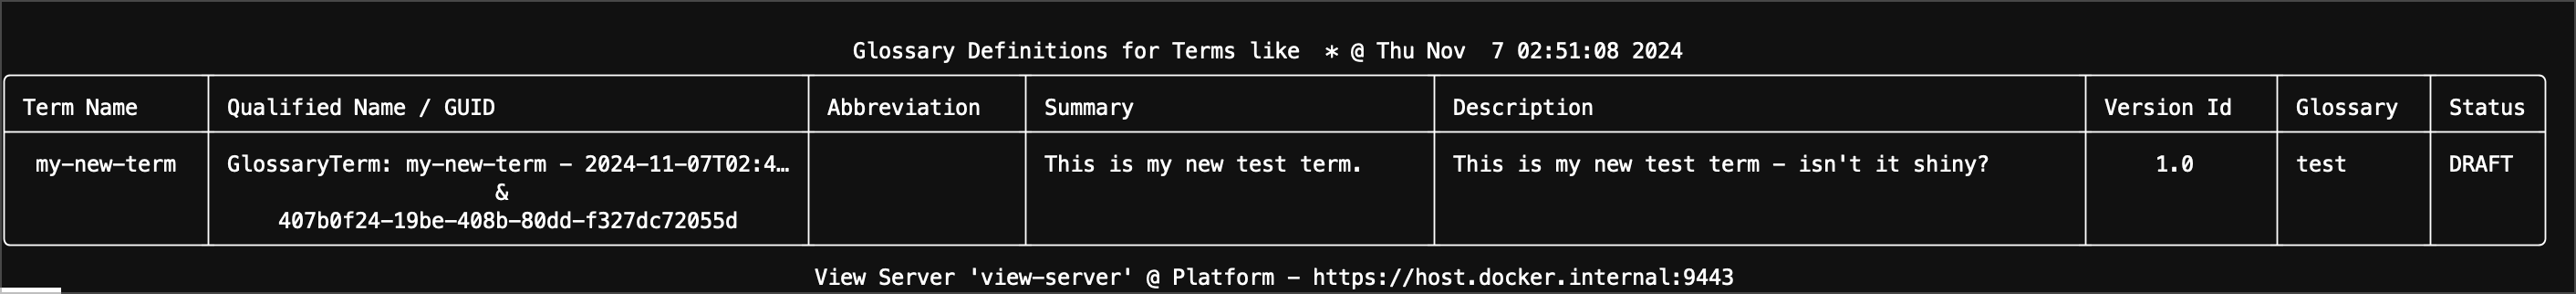 Glossary Definitions for Terms like  * @ Thu Nov  7 02:51:08 2024
Term Name Qualified Name / GUID Abbreviation Summary Description Version Id Glossary Status
my-new-term GlossaryTerm: my-new-term - 2024-11-07T02:4… This is my new test term. This is my new test term - isn't it shiny? 1.0 test DRAFT
&
407b0f24-19be-408b-80dd-f327dc72055d
View Server 'view-server' @ Platform - https://host.docker.internal:9443